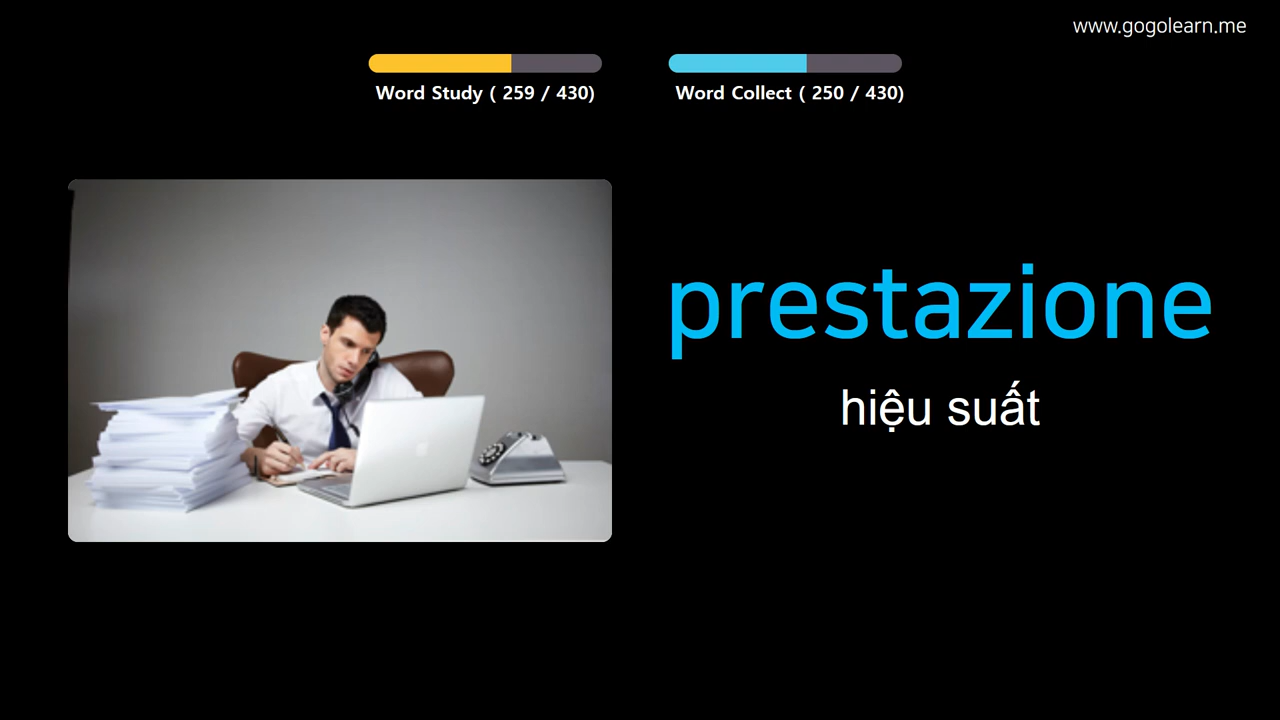 www.gogolearn.me
Word Study ( 259 / 430)
Word Collect ( 250 / 430)
prestazione
hiệu suất